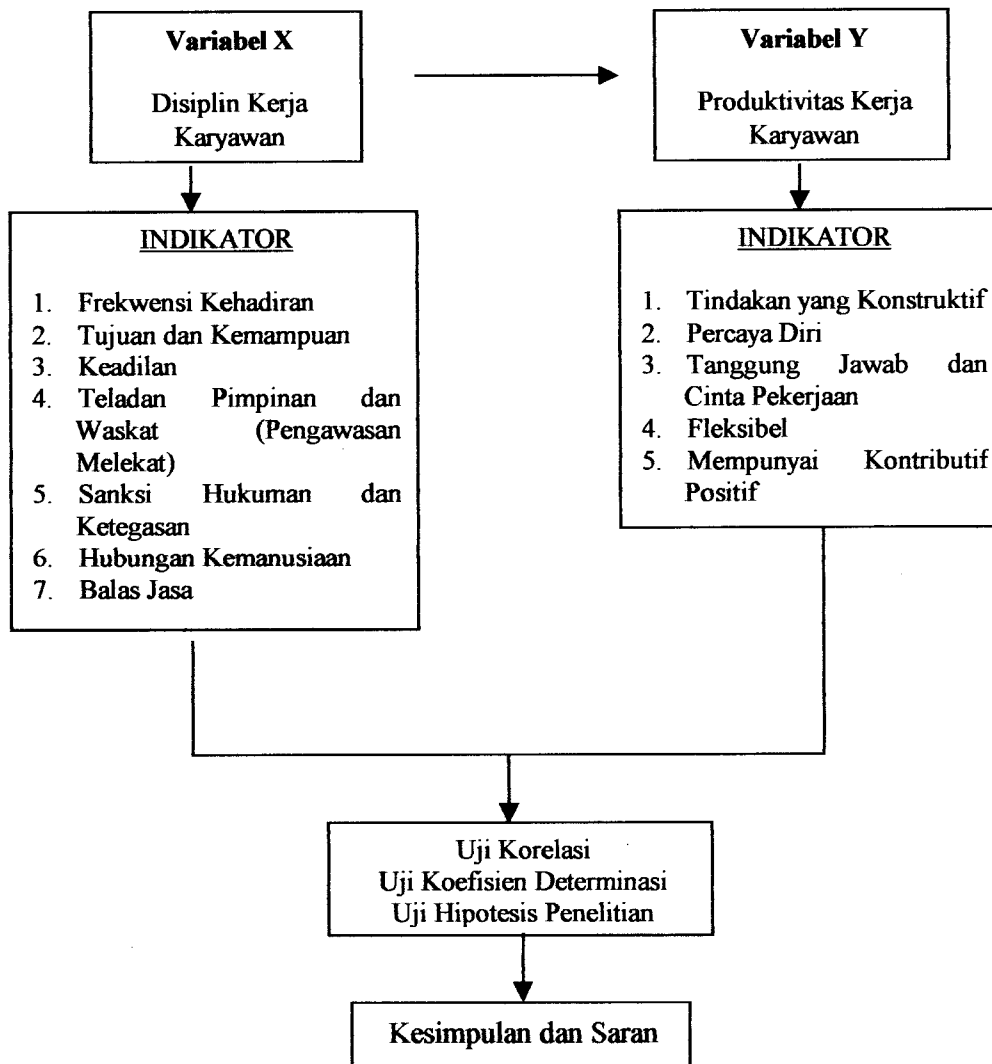 Variabel X
Disiplin Kerja
Karyawan
Variabel Y
Produktivitas Kerja
Karyawan
INDIKATOR
1. Frekwensi Kehadiran
2. Tujuan dan Kemampuan
3. Keadilan
4. Teladan Pimpinan dan
Waskat (Pengawasan
Melekat)
5. Sanksi Hukuman dan
Ketegasan
6. Hubungan Kemanusiaan
7. Balas Jasa
INDIKATOR
1. Tindakan yang Konstruktif
2. Percaya Diri
3. Tanggung Jawab dan
Cinta Pekerjaan
4. Fleksibel
5. Mempunyai Kontributif
Positif
Uji Korelasi
Uji Koefisien Determinasi
Uji Hipotesis Penelitian
Kesimpulan dan Saran